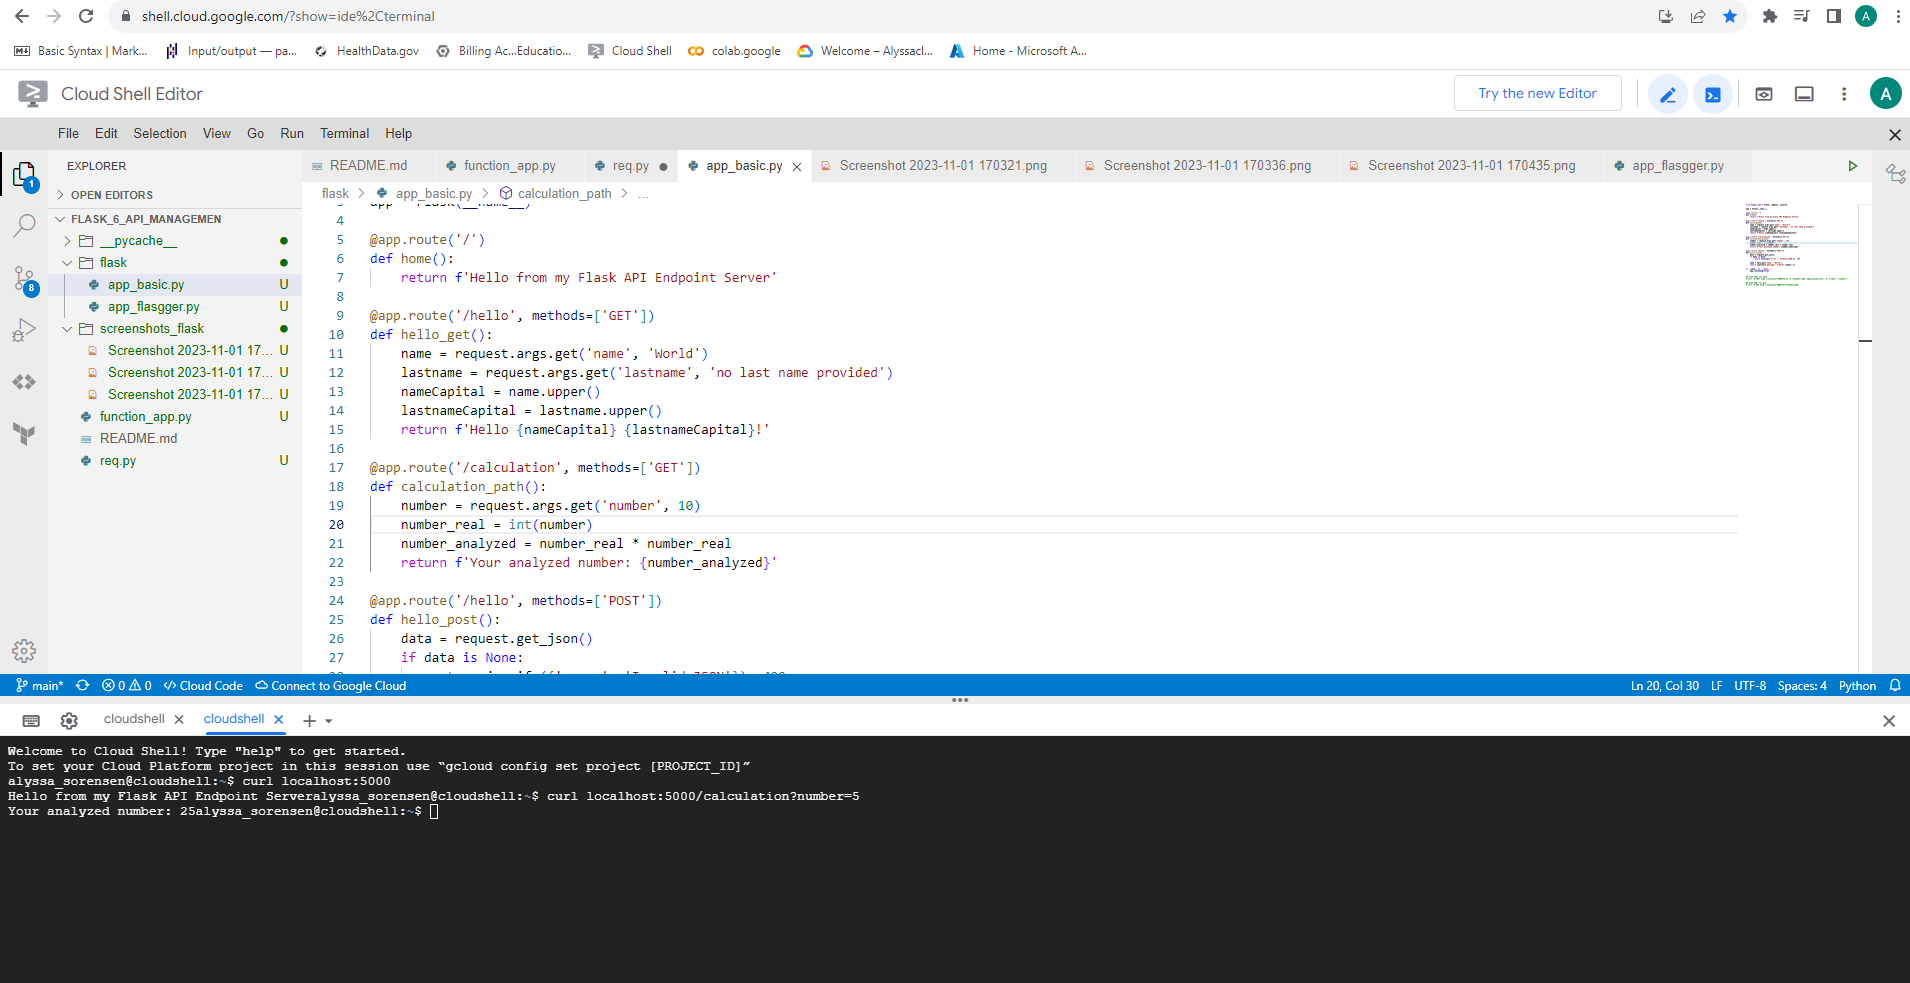 shell.cloud.google.com/?show=ide%2Cterminal
A
Basic Syntax | Mark... Input/output — pa... HealthData.gov Billing Ac...Educatio... Cloud Shell colab.google Welcome – Alyssacl... Home - Microsoft A...
Cloud Shell Editor
Try the new Editor
A
File Edit Selection View Go Run Terminal Help
EXPLORER
OPEN EDITORS
FLASK_6_API_MANAGEMEN
__pycache__
flask
app_basic.py U
app_flasgger.py U
screenshots_flask
Screenshot 2023-11-01 17... U
Screenshot 2023-11-01 17... U
Screenshot 2023-11-01 17... U
function_app.py U
README.md
req.py U
1
8
README.md function_app.py req.py app_basic.py Screenshot 2023-11-01 170321.png Screenshot 2023-11-01 170336.png Screenshot 2023-11-01 170435.png app_flasgger.py
flask > app_basic.py > calculation_path > ...
4
5 @app.route('/')
6 def home():
7 return f'Hello from my Flask API Endpoint Server'
8
9 @app.route('/hello', methods=['GET'])
10 def hello_get():
11 name = request.args.get('name', 'World')
12 lastname = request.args.get('lastname', 'no last name provided')
13 nameCapital = name.upper()
14 lastnameCapital = lastname.upper()
15 return f'Hello {nameCapital} {lastnameCapital}!'
16
17 @app.route('/calculation', methods=['GET'])
18 def calculation_path():
19 number = request.args.get('number', 10)
20 number_real = int(number)
21 number_analyzed = number_real * number_real
22 return f'Your analyzed number: {number_analyzed}'
23
24 @app.route('/hello', methods=['POST'])
25 def hello_post():
26 data = request.get_json()
27 if data is None:
main* 0 0 Cloud Code Connect to Google Cloud Ln 20, Col 30 LF UTF-8 Spaces: 4 Python
cloudshell cloudshell
Welcome to Cloud Shell! Type "help" to get started.
To set your Cloud Platform project in this session use “gcloud config set project [PROJECT_ID]”
alyssa_sorensen@cloudshell:~$ curl localhost:5000
Hello from my Flask API Endpoint Serveralyssa_sorensen@cloudshell:~$ curl localhost:5000/calculation?number=5
Your analyzed number: 25alyssa_sorensen@cloudshell:~$